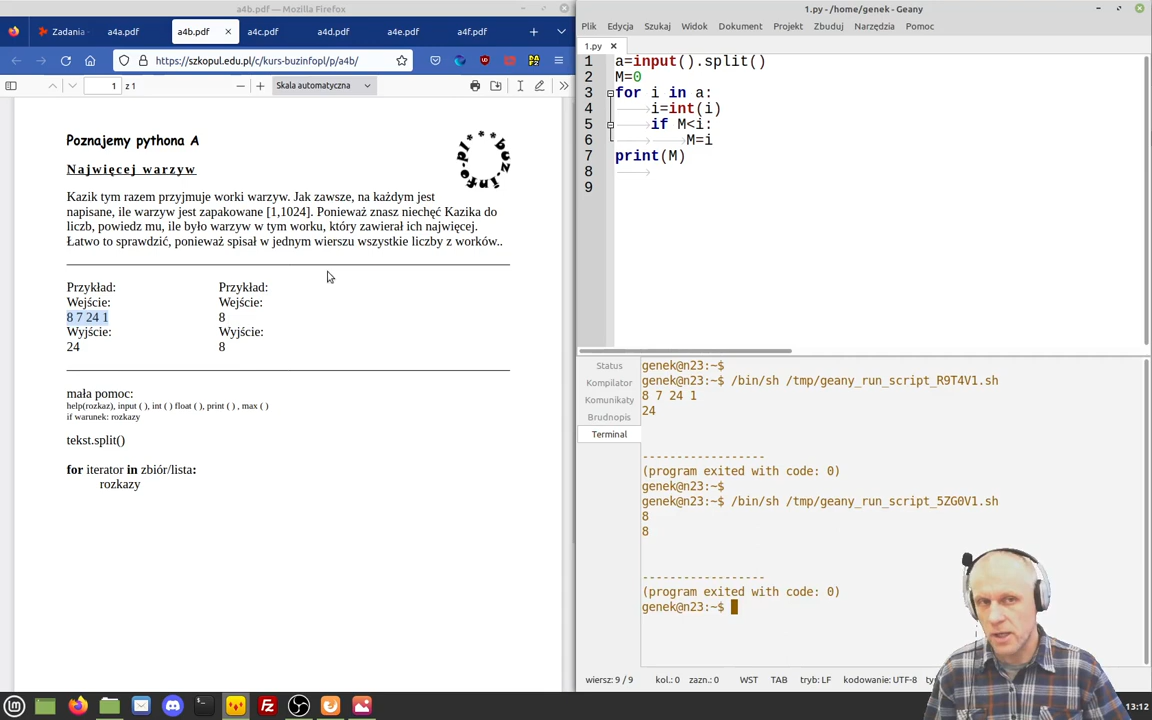 a4b.pdf — Mozilla Firefox
1.py - /home/genek - Geany
Zadania
a4a.pdf
a4b.pdf
a4c.pdf
a4d.pdf
a4e.pdf
a4f.pdf
https://szkopul.edu.pl/c/kurs-buzinfopl/p/a4b/
1 z 1
Skala automatyczna
Poznajemy pythona A
***buz.info-pl*
Najwięcej warzyw
Kazik tym razem przyjmuje worki warzyw. Jak zawsze, na każdym jest
napisane, ile warzyw jest zapakowane [1,1024]. Ponieważ znasz niechęć Kazika do
liczb, powiedz mu, ile było warzyw w tym worku, który zawierał ich najwięcej.
Łatwo to sprawdzić, ponieważ spisał w jednym wierszu wszystkie liczby z worków..
Przykład: Przykład:
Wejście: Wejście:
8 7 24 1 8
Wyjście: Wyjście:
24 8
mała pomoc:
help(rozkaz), input ( ), int ( ) float ( ), print ( ) , max ( )
if warunek: rozkazy
tekst.split()
for iterator in zbiór/lista:
rozkazy
Plik Edycja Szukaj Widok Dokument Projekt Zbuduj Narzędzia Pomoc
1.py
1 a=input().split()
2 M=0
3 for i in a:
4 i=int(i)
5 if M<i:
6 M=i
7 print(M)
8
9
Status
Kompilator
Komunikaty
Brudnopis
Terminal
genek@n23:~$
genek@n23:~$ /bin/sh /tmp/geany_run_script_R9T4V1.sh
8 7 24 1
24
------------------
(program exited with code: 0)
genek@n23:~$
genek@n23:~$ /bin/sh /tmp/geany_run_script_5ZG0V1.sh
8
8
------------------
(program exited with code: 0)
genek@n23:~$
wiersz: 9 / 9 kol.: 0 zazn.: 0 WST TAB tryb: LF kodowanie: UTF-8
13:12